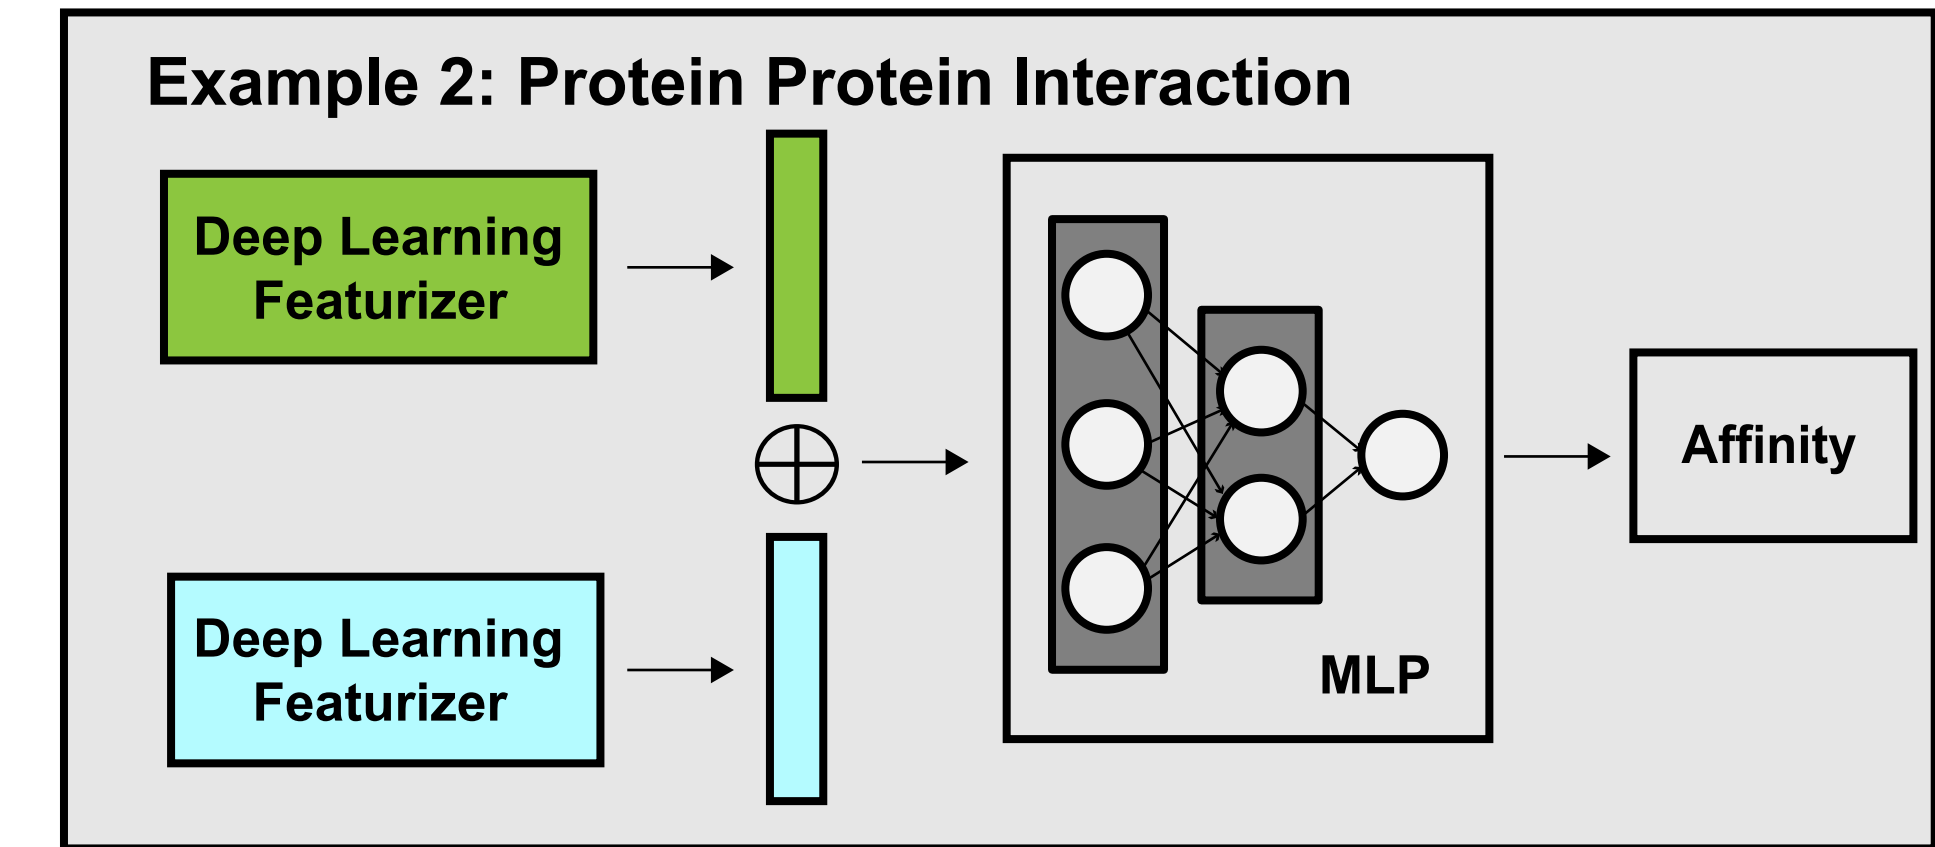 Example 2: Protein Protein Interaction
Deep Learning
Featurizer
Deep Learning
Featurizer
MLP
Affinity